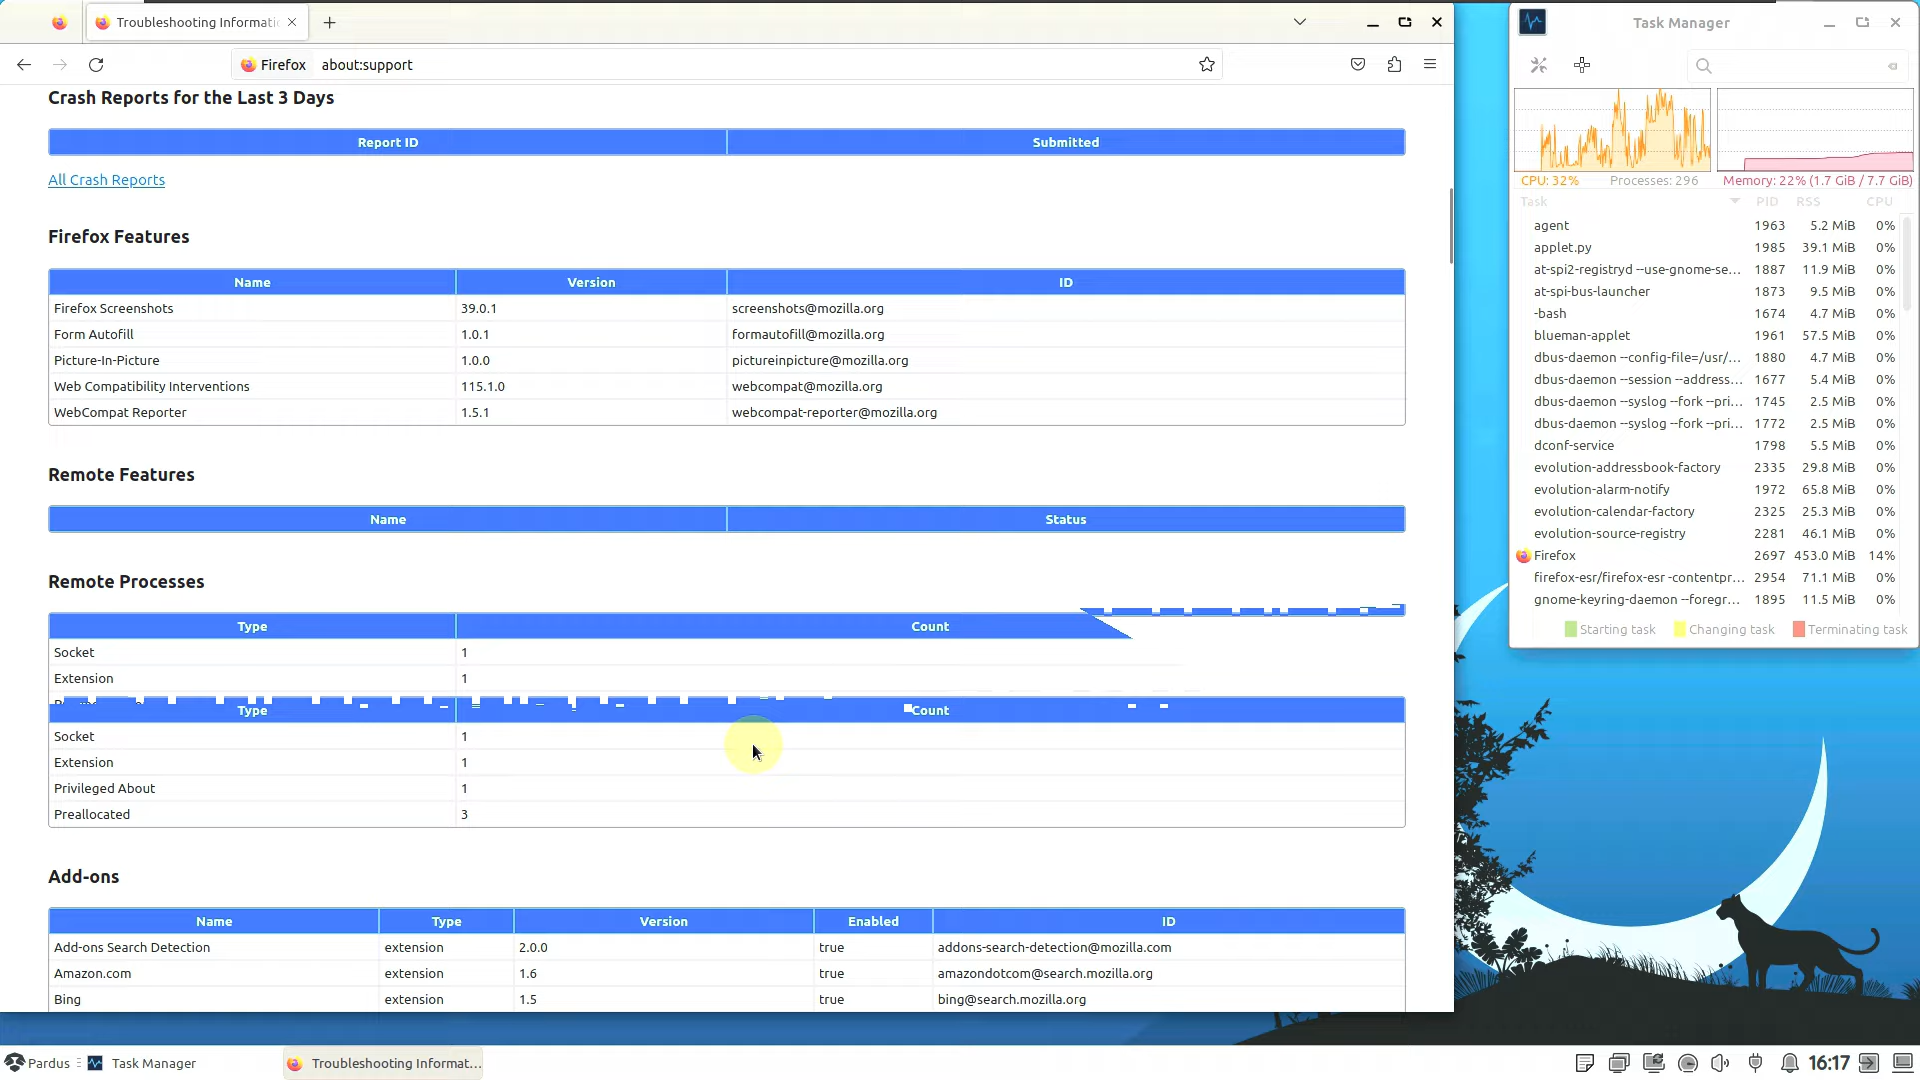 Troubleshooting Informati
Firefox about:support
Crash Reports for the Last 3 Days
Report ID Submitted
All Crash Reports
Firefox Features
Name Version ID
Firefox Screenshots 39.0.1 screenshots@mozilla.org
Form Autofill 1.0.1 formautofill@mozilla.org
Picture-In-Picture 1.0.0 pictureinpicture@mozilla.org
Web Compatibility Interventions 115.1.0 webcompat@mozilla.org
WebCompat Reporter 1.5.1 webcompat-reporter@mozilla.org
Remote Features
Name Status
Remote Processes
Type Count
Socket 1
Extension 1
Type Count
Socket 1
Extension 1
Privileged About 1
Preallocated 3
Add-ons
Name Type Version Enabled ID
Add-ons Search Detection extension 2.0.0 true addons-search-detection@mozilla.com
Amazon.com extension 1.6 true amazondotcom@search.mozilla.org
Bing extension 1.5 true bing@search.mozilla.org
Task Manager
CPU: 32% Processes: 296 Memory: 22% (1.7 GiB / 7.7 GiB)
Task PID RSS CPU
agent 1963 5.2 MiB 0%
applet.py 1985 39.1 MiB 0%
at-spi2-registryd --use-gnome-se... 1887 11.9 MiB 0%
at-spi-bus-launcher 1873 9.5 MiB 0%
-bash 1674 4.7 MiB 0%
blueman-applet 1961 57.5 MiB 0%
dbus-daemon --config-file=/usr/... 1880 4.7 MiB 0%
dbus-daemon --session --address... 1677 5.4 MiB 0%
dbus-daemon --syslog --fork --pri... 1745 2.5 MiB 0%
dbus-daemon --syslog --fork --pri... 1772 2.5 MiB 0%
dconf-service 1798 5.5 MiB 0%
evolution-addressbook-factory 2335 29.8 MiB 0%
evolution-alarm-notify 1972 65.8 MiB 0%
evolution-calendar-factory 2325 25.3 MiB 0%
evolution-source-registry 2281 46.1 MiB 0%
Firefox 2697 453.0 MiB 14%
firefox-esr/firefox-esr -contentpr... 2954 71.1 MiB 0%
gnome-keyring-daemon --foregr... 1895 11.5 MiB 0%
Starting task Changing task Terminating task
Pardus Task Manager Troubleshooting Informat... 16:17